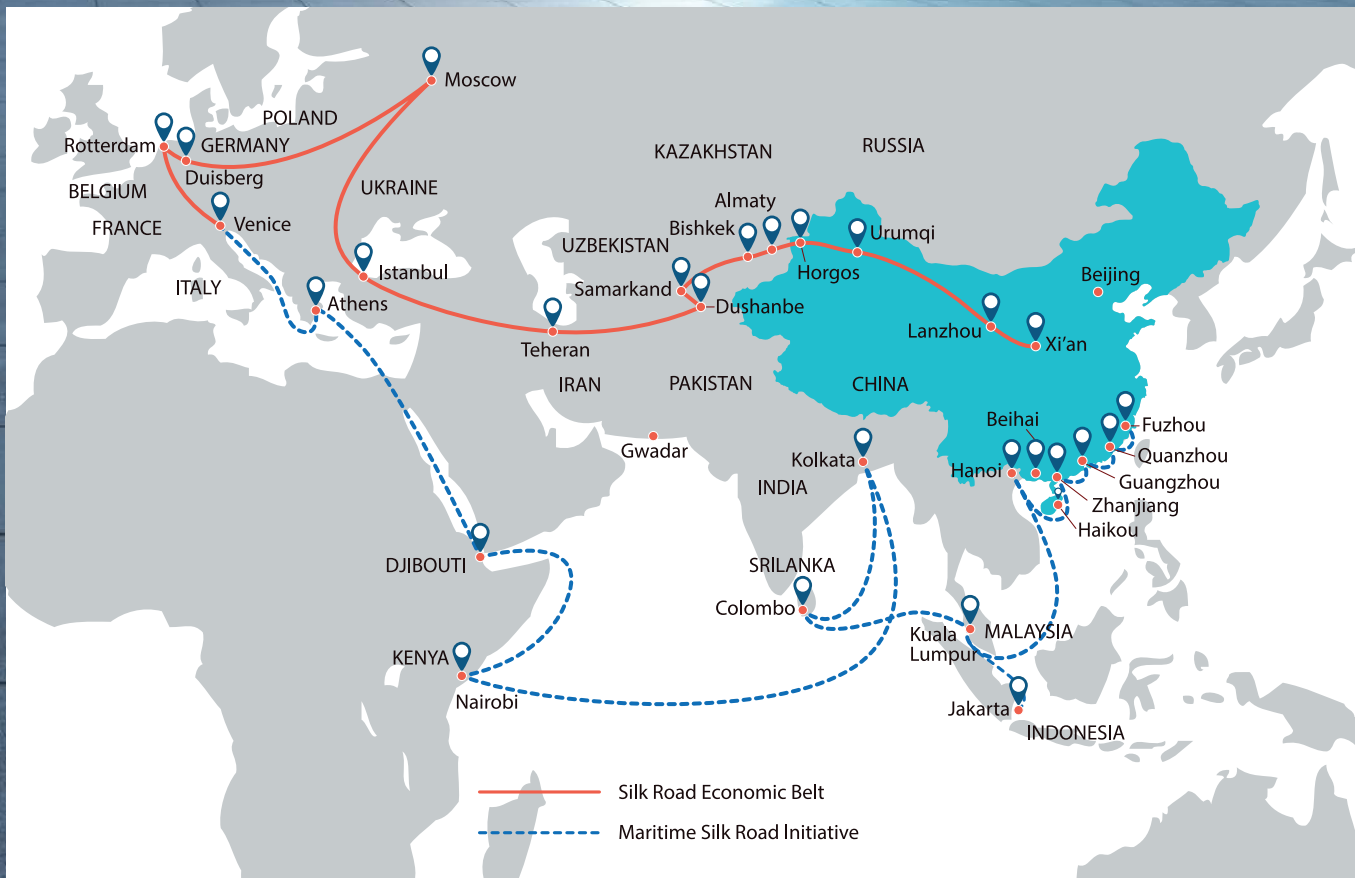 Moscow
POLAND
Rotterdam
GERMANY
Duisberg
KAZAKHSTAN
RUSSIA
BELGIUM
UKRAINE
Almaty
FRANCE
Venice
Bishkek
Urumqi
UZBEKISTAN
Istanbul
Horgos
Beijing
ITALY
Samarkand
Athens
Dushanbe
Lanzhou
Xi'an
Teheran
IRAN
PAKISTAN
CHINA
Beihai
Fuzhou
Gwadar
Kolkata
Hanoi
Quanzhou
INDIA
Guangzhou
Zhanjiang
Haikou
DJIBOUTI
SRILANKA
Colombo
Kuala
Lumpur
MALAYSIA
KENYA
Nairobi
Jakarta
INDONESIA
Silk Road Economic Belt
Maritime Silk Road Initiative